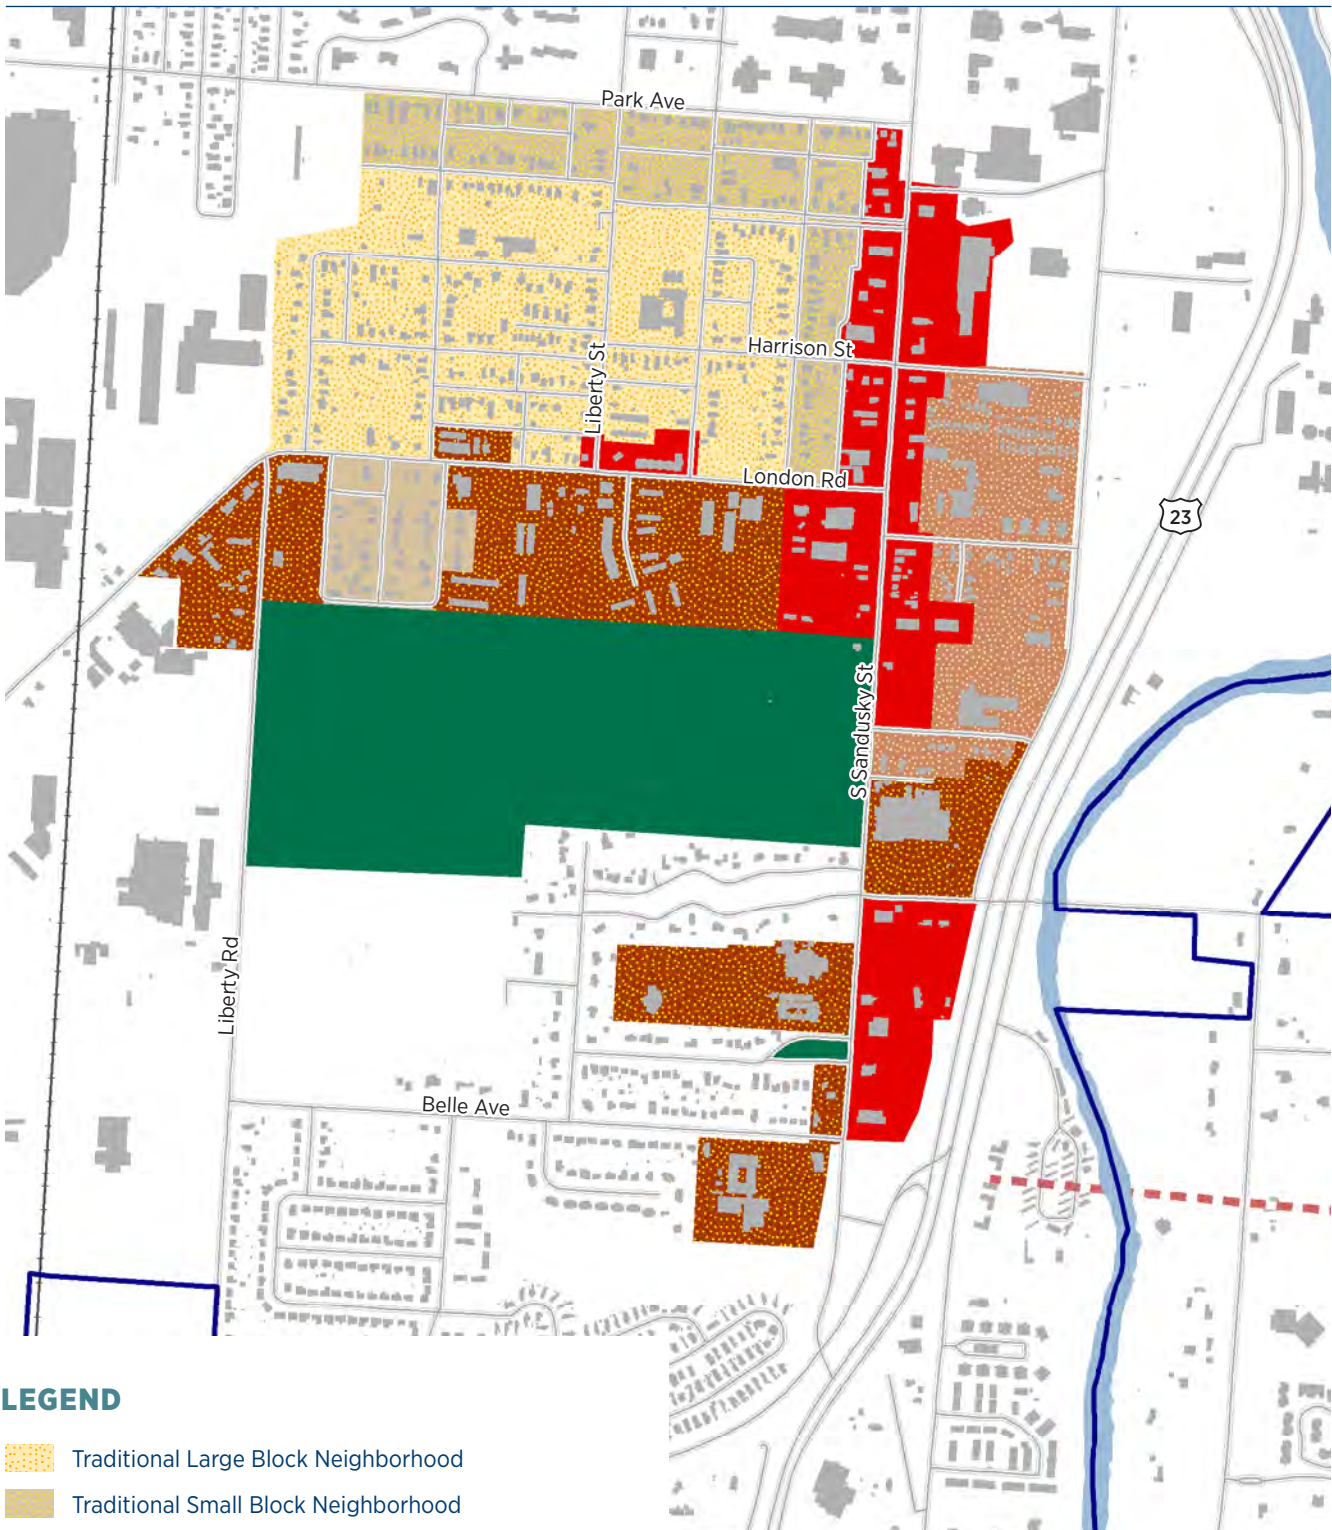 Park Ave
Harrison St
Liberty St
London Rd
23
S Sandusky St
Liberty Rd
Belle Ave
LEGEND
Traditional Large Block Neighborhood
Traditional Small Block Neighborhood